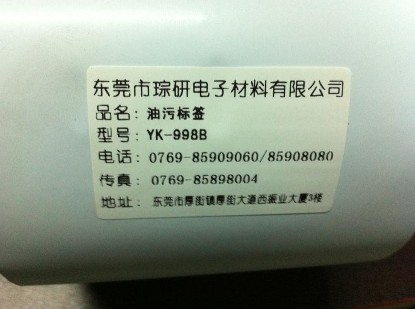 东莞市琮研电子材料有限公司
品名: 油污标签
型号: YK-998B
电话: 0769-85909060/85908080
传真: 0769-85898004
地址: 东莞市厚街镇厚街大道西振业大厦3楼